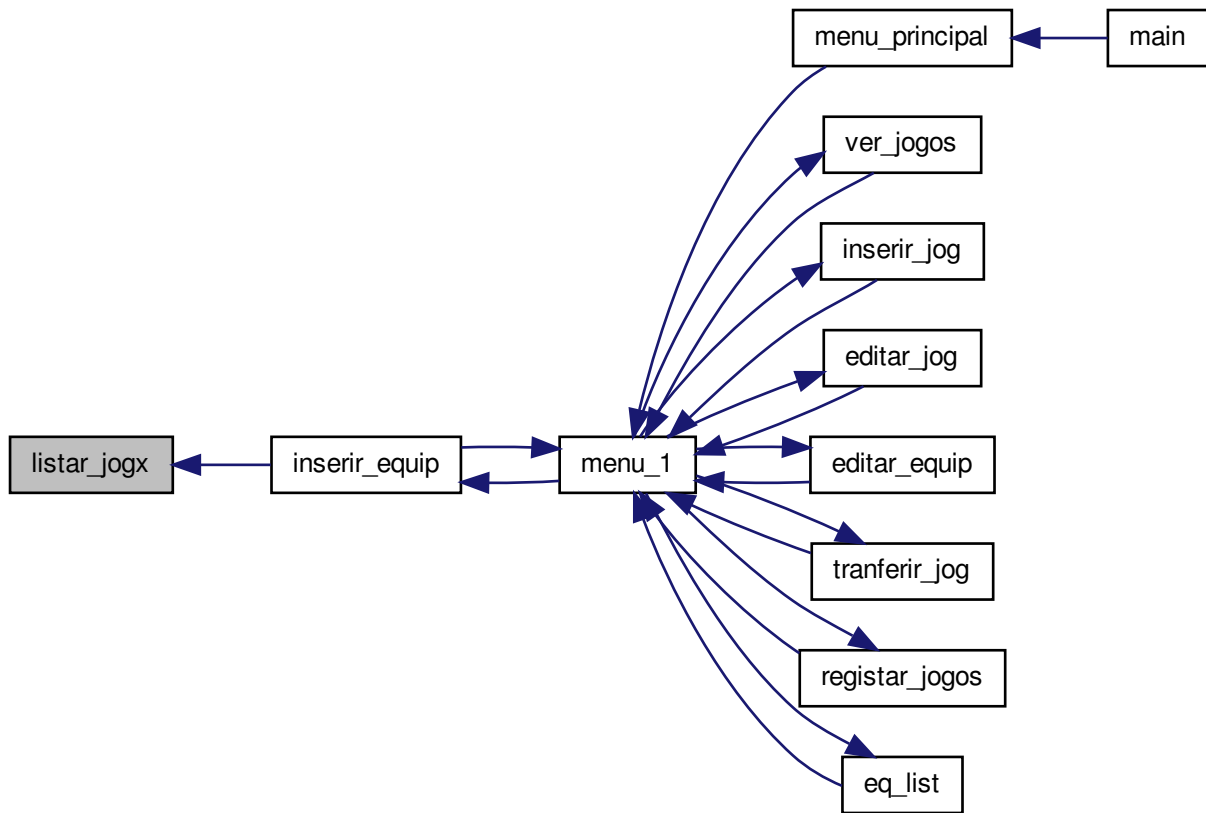 menu_principal
main
ver_jogos
inserir_jog
editar_jog
listar_jogx
inserir_equip
menu_1
editar_equip
tranferir_jog
registar_jogos
eq_list